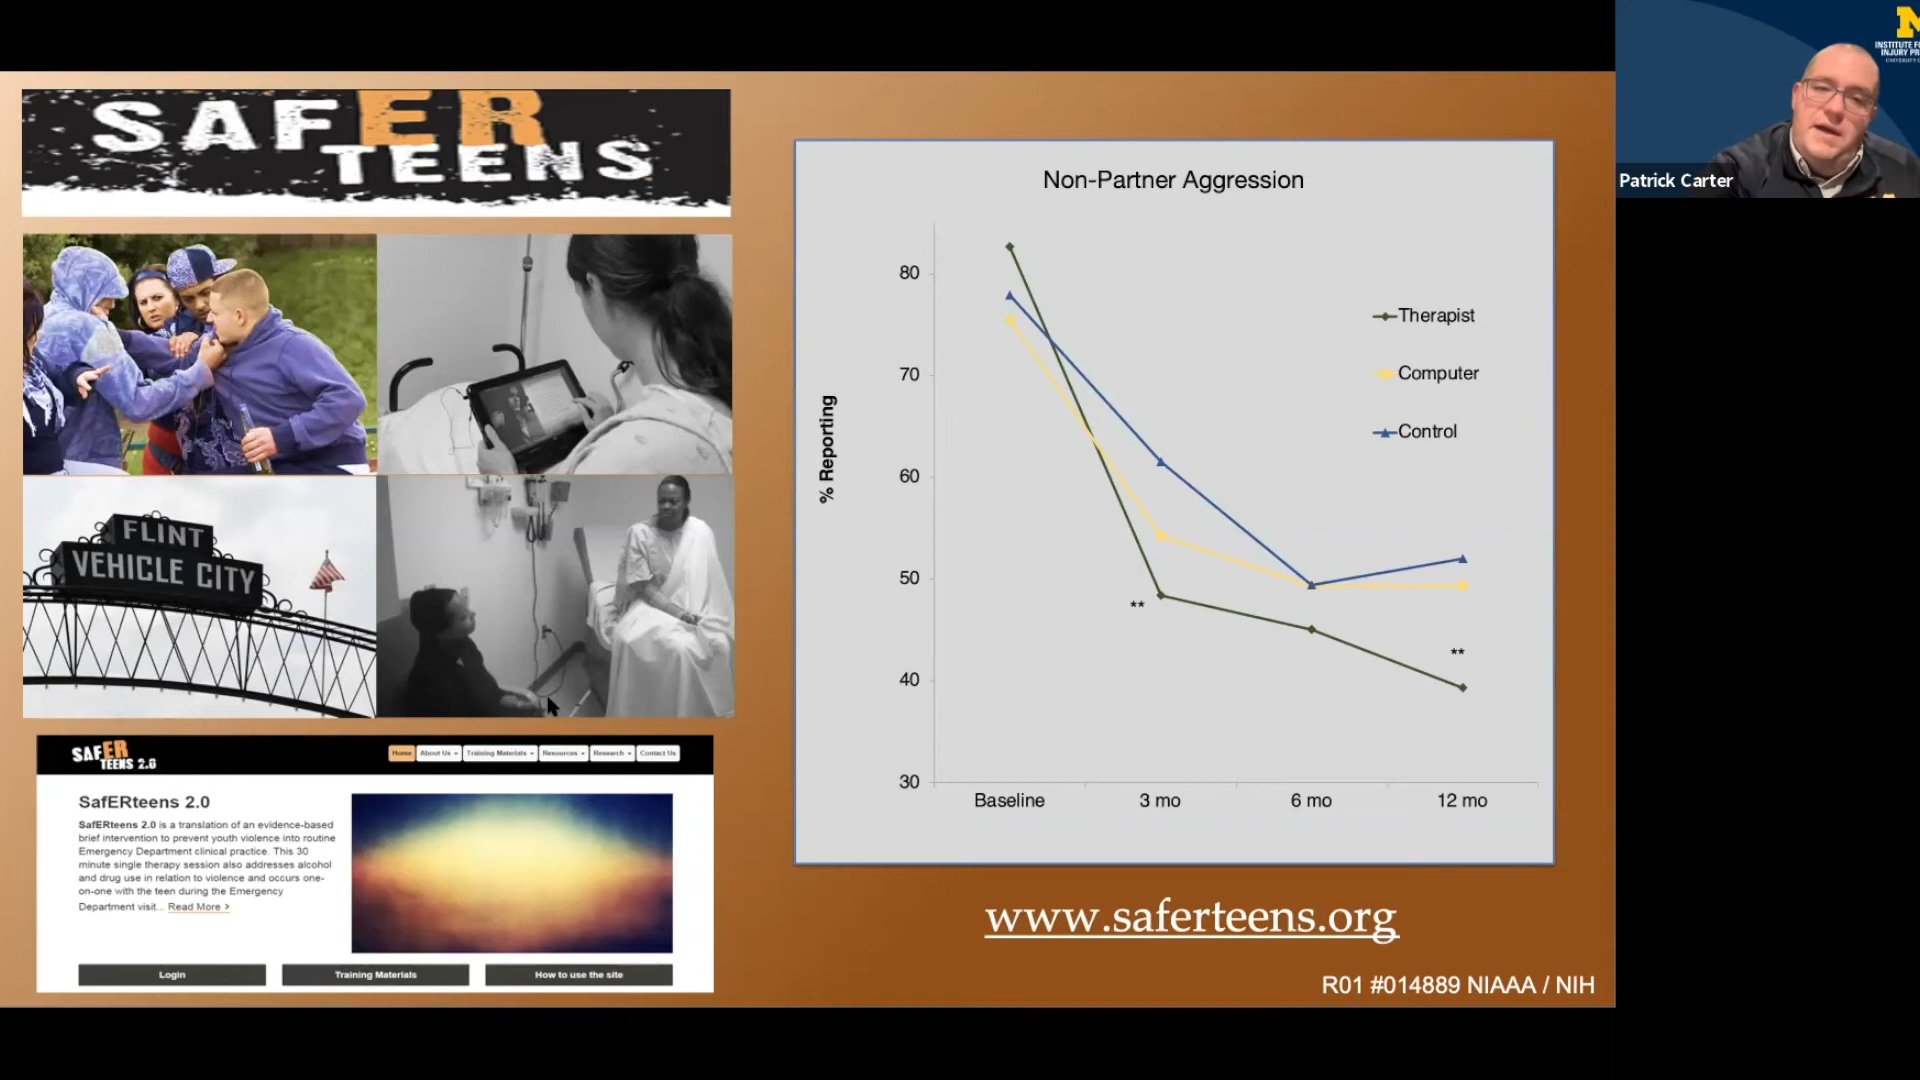 SAFER
TEENS
FLINT
VEHICLE CITY
SAFER
TEENS 2.0
Home About Us Training Materials Resources Research Contact Us
SafERteens 2.0
SafERteens 2.0 is a translation of an evidence-based
brief intervention to prevent youth violence into routine
Emergency Department clinical practice. This 30
minute single therapy session also addresses alcohol
and drug use in relation to violence and occurs one-
on-one with the teen during the Emergency
Department visit... Read More >
Login Training Materials How to use the site
Non-Partner Aggression
% Reporting
80
70
60
50
40
30
Baseline 3 mo 6 mo 12 mo
Therapist
Computer
Control
**
**
www.saferteens.org
R01 #014889 NIAAA / NIH
M
INSTITUTE
INJURY
Patrick Carter